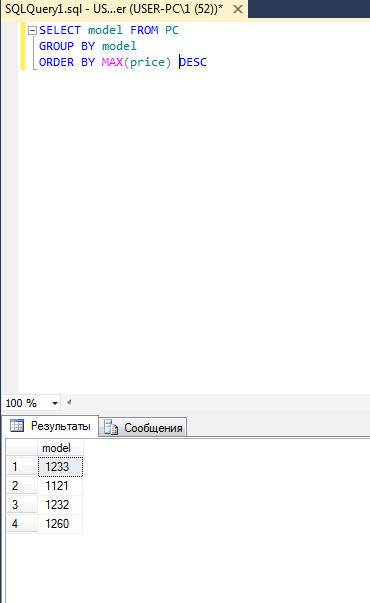 SQLQuery1.sql - US...er (USER-PC\1 (52))* ×
SELECT model FROM PC
GROUP BY model
ORDER BY MAX(price) DESC
100 %
Результаты Сообщения
model
1 1233
2 1121
3 1232
4 1260